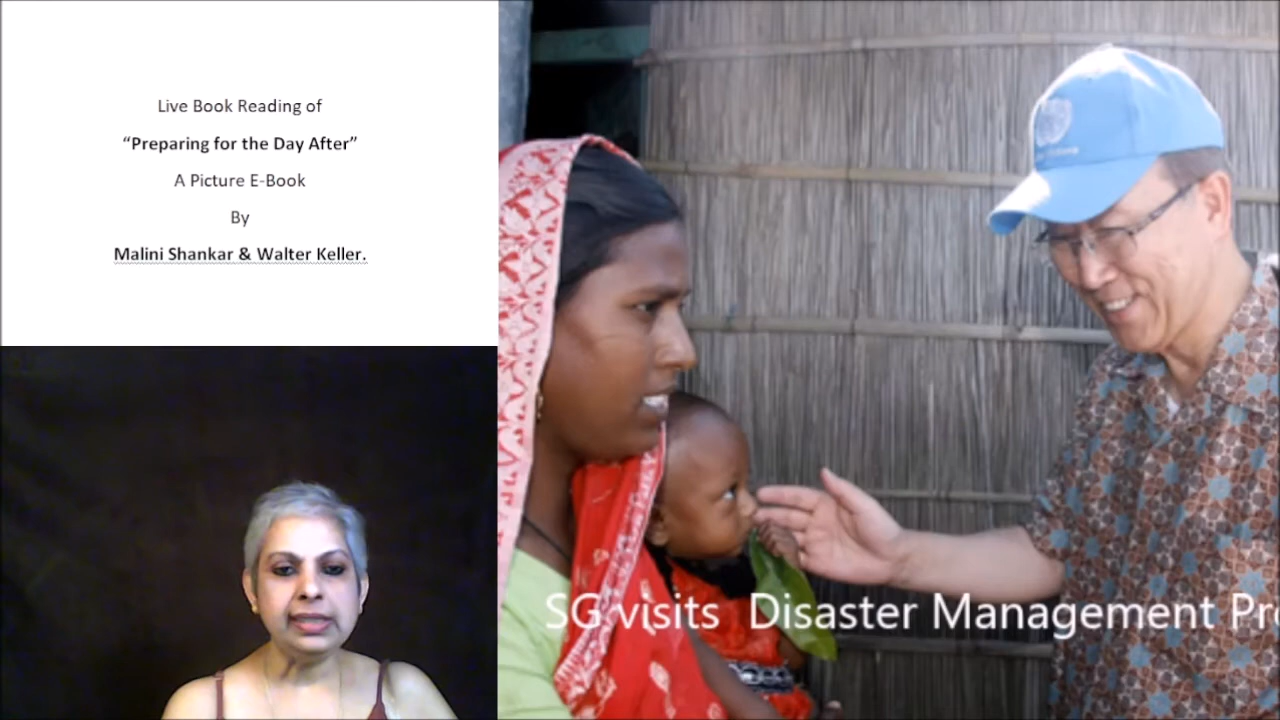 Live Book Reading of
“Preparing for the Day After”
A Picture E-Book
By
Malini Shankar & Walter Keller.
SG visits Disaster Management